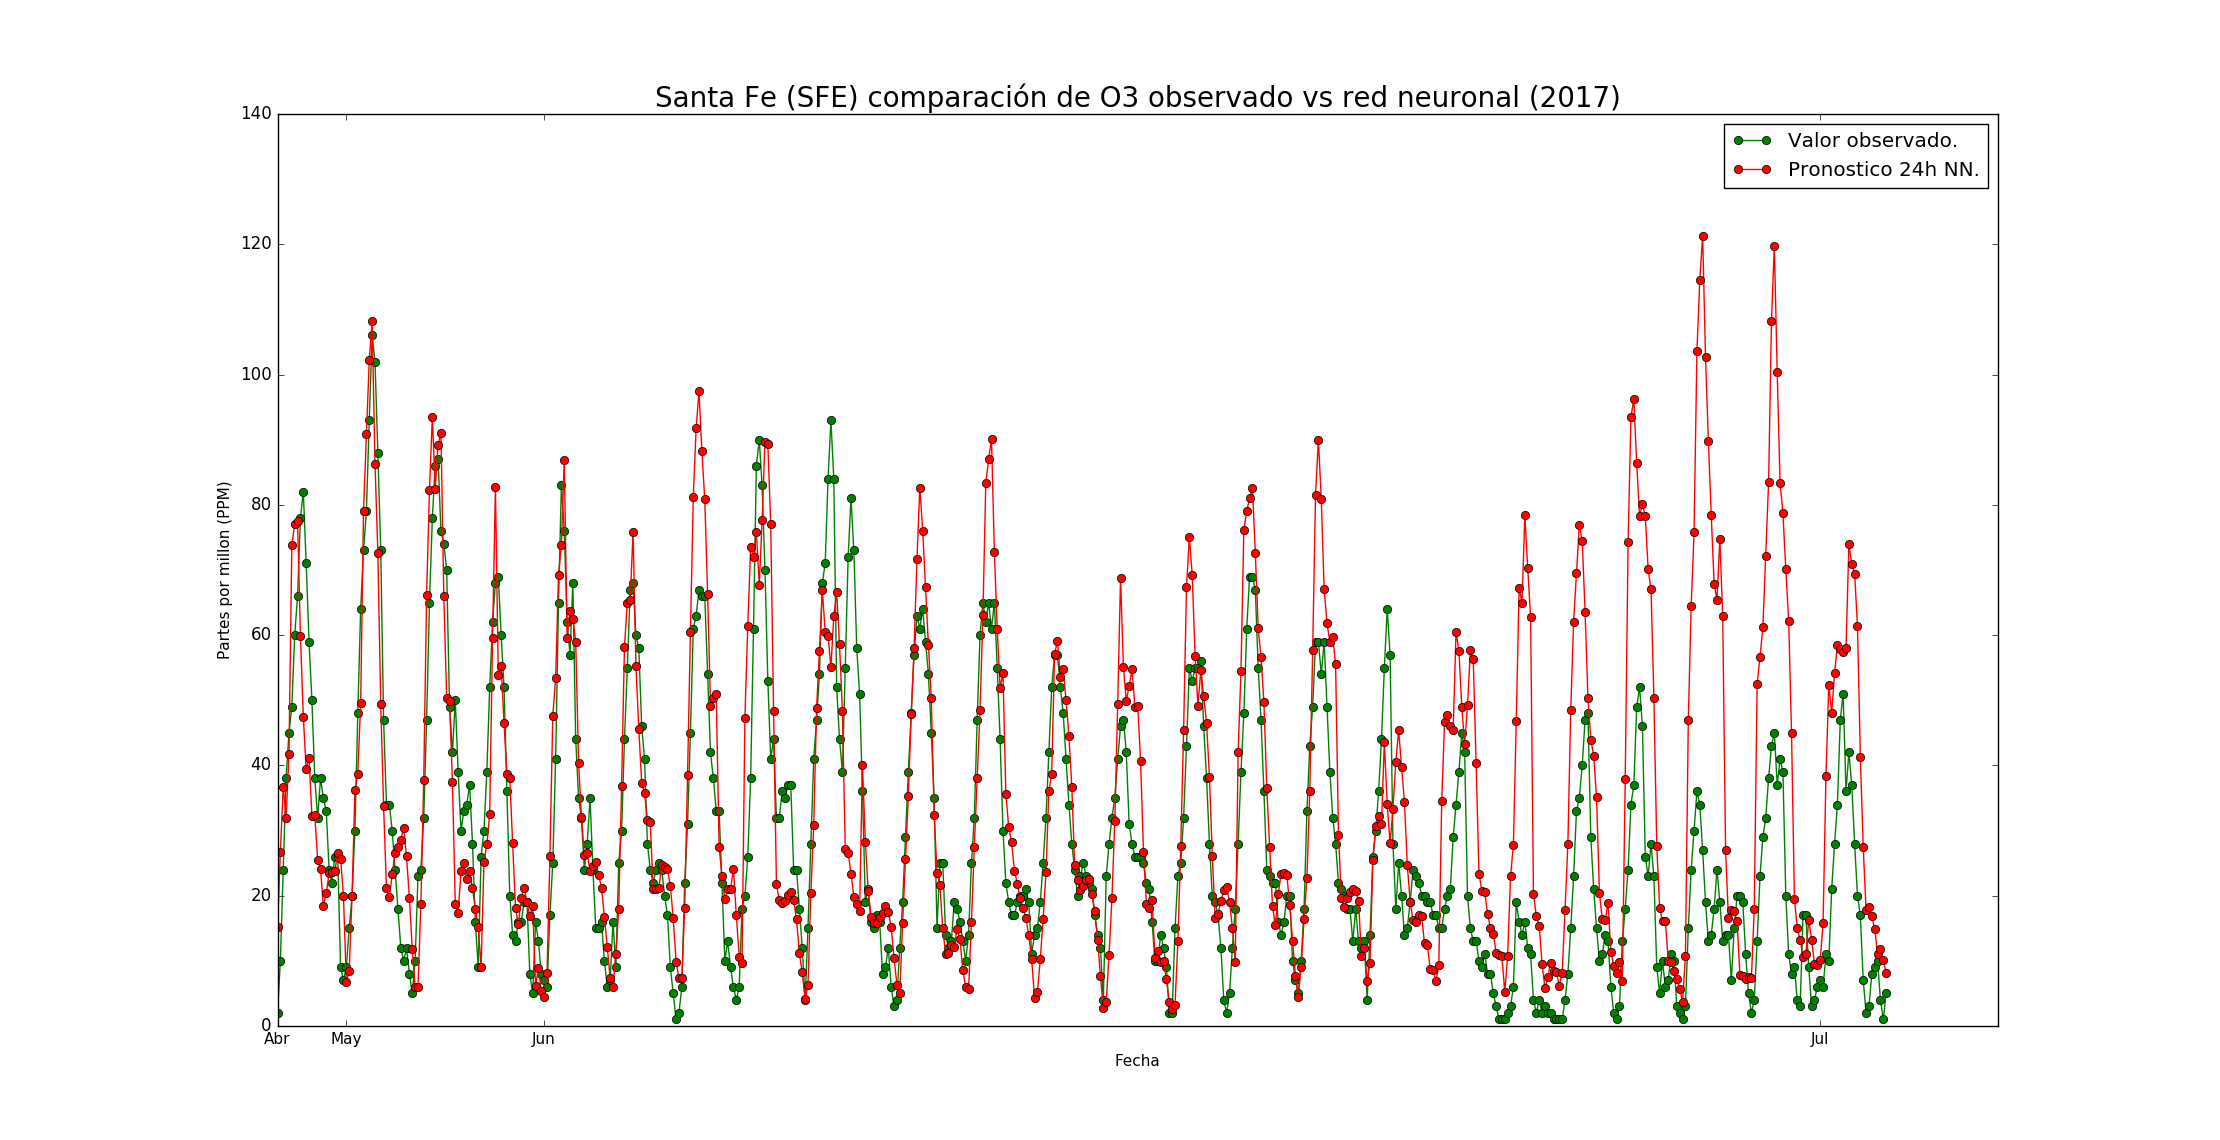 Santa Fe (SFE) comparación de O3 observado vs red neuronal (2017)
140
120
100
80
60
40
20
0
Partes por millon (PPM)
Valor observado.
Pronostico 24h NN.
Abr May Jun Jul
Fecha